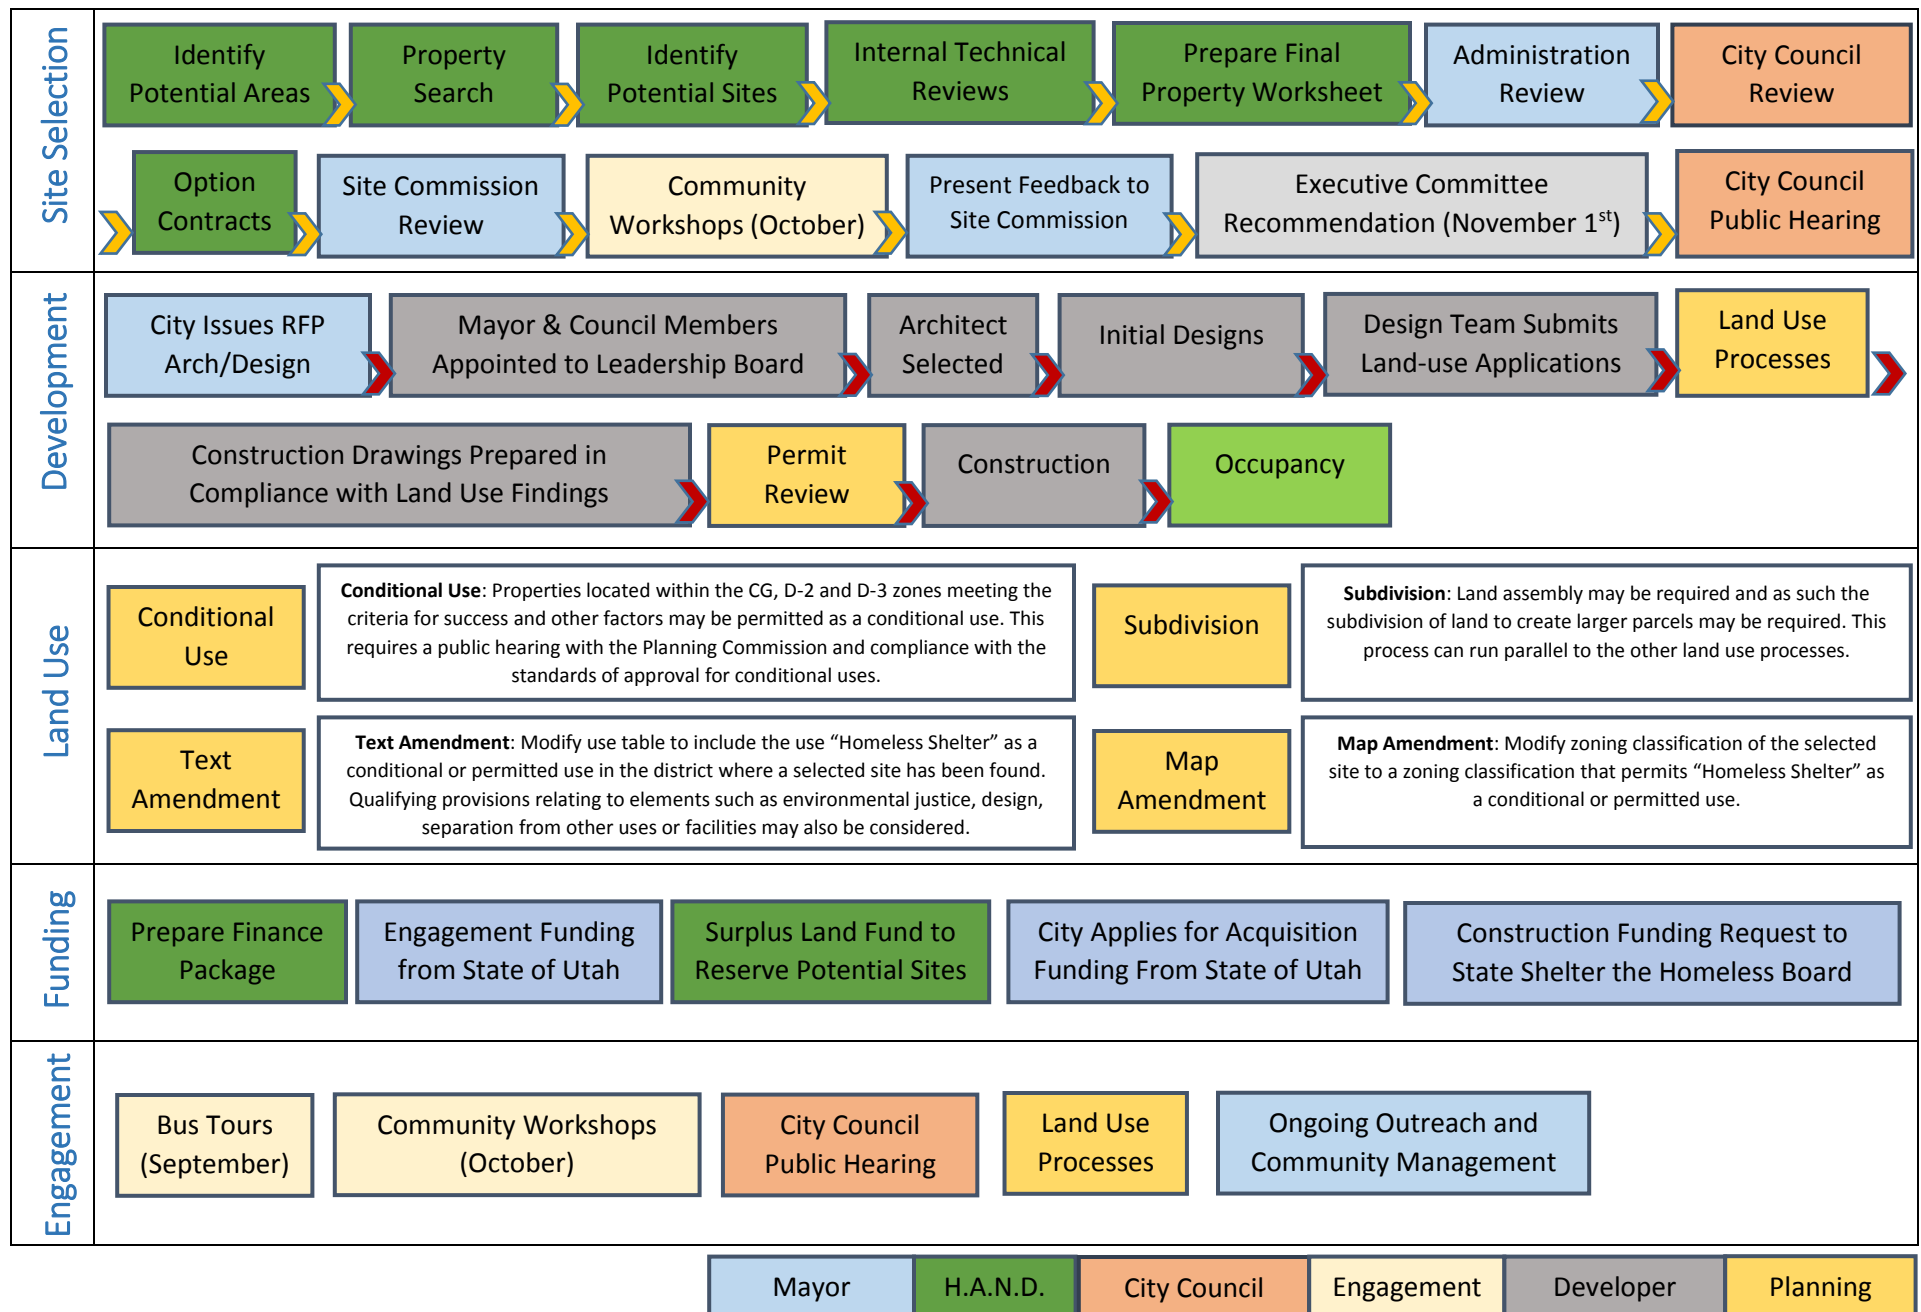 Site Selection
Identify
Potential Areas
Property
Search
Identify
Potential Sites
Internal Technical
Reviews
Prepare Final
Property Worksheet
Administration
Review
City Council
Review
Option
Contracts
Site Commission
Review
Community
Workshops (October)
Present Feedback to
Site Commission
Executive Committee
Recommendation (November 1st)
City Council
Public Hearing
Development
City Issues RFP
Arch/Design
Mayor & Council Members
Appointed to Leadership Board
Architect
Selected
Initial Designs
Design Team Submits
Land-use Applications
Land Use
Processes
Construction Drawings Prepared in
Compliance with Land Use Findings
Permit
Review
Construction
Occupancy
Land Use
Conditional
Use
Conditional Use: Properties located within the CG, D-2 and D-3 zones meeting the
criteria for success and other factors may be permitted as a conditional use. This
requires a public hearing with the Planning Commission and compliance with the
standards of approval for conditional uses.
Subdivision
Subdivision: Land assembly may be required and as such the
subdivision of land to create larger parcels may be required. This
process can run parallel to the other land use processes.
Text
Amendment
Text Amendment: Modify use table to include the use “Homeless Shelter” as a
conditional or permitted use in the district where a selected site has been found.
Qualifying provisions relating to elements such as environmental justice, design,
separation from other uses or facilities may also be considered.
Map
Amendment
Map Amendment: Modify zoning classification of the selected
site to a zoning classification that permits “Homeless Shelter” as
a conditional or permitted use.
Funding
Prepare Finance
Package
Engagement Funding
from State of Utah
Surplus Land Fund to
Reserve Potential Sites
City Applies for Acquisition
Funding From State of Utah
Construction Funding Request to
State Shelter the Homeless Board
Engagement
Bus Tours
(September)
Community Workshops
(October)
City Council
Public Hearing
Land Use
Processes
Ongoing Outreach and
Community Management
Mayor
H.A.N.D.
City Council
Engagement
Developer
Planning